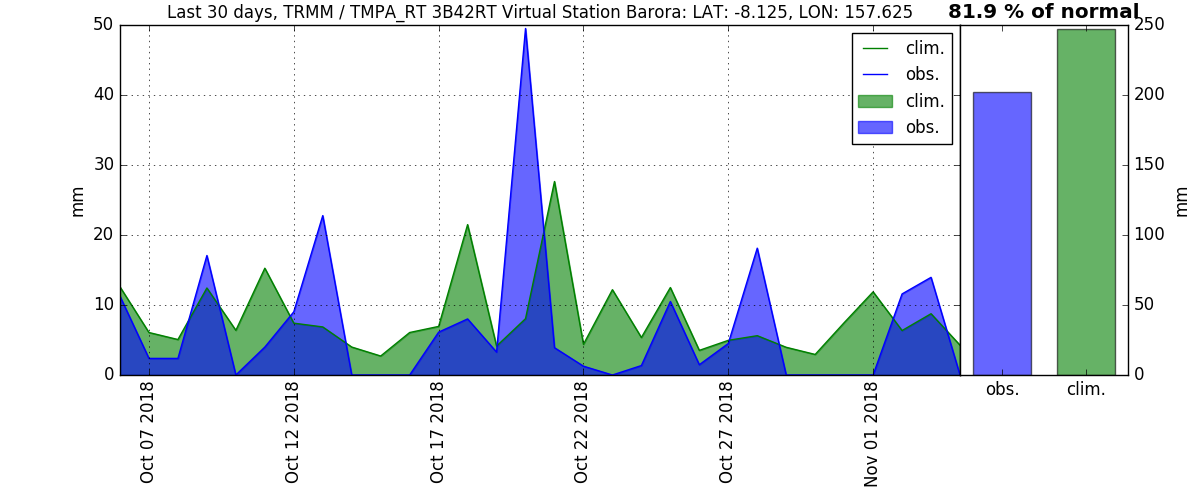 Last 30 days, TRMM / TMPA_RT 3B42RT Virtual Station Barora: LAT: -8.125, LON: 157.625
81.9 % of normal
50
40
30
20
10
0
mm
clim.
obs.
clim.
obs.
250
200
150
100
50
0
mm
obs.
clim.
Oct 07 2018
Oct 12 2018
Oct 17 2018
Oct 22 2018
Oct 27 2018
Nov 01 2018